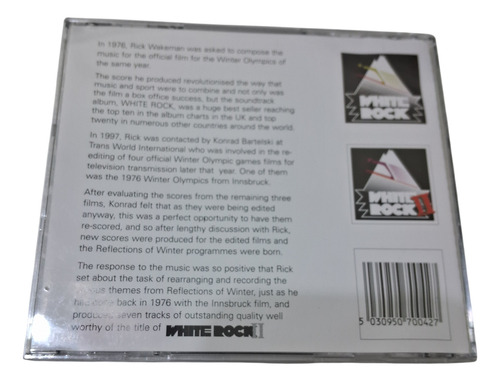 In 1976, Rick Wakeman was asked to compose the
music for the official film for the Winter Olympics of
the same year.
The score he produced revolutionised the way that
music and sport were to combine and not only was
the film a box office success, but the soundtrack
album, WHITE ROCK, was a huge best seller reaching
the top ten in the album charts in the UK and top
twenty in numerous other countries around the world.
In 1997, Rick was contacted by Konrad Bartelski at
Trans World International who was involved in the re-
editing of four official Winter Olympic games films for
television transmission later that year. One of them
was the 1976 Winter Olympics from Innsbruck.
After evaluating the scores from the remaining three
films, Konrad felt that as they were being edited
anyway, this was a perfect opportunity to have them
re-scored, and so after lengthy discussion with Rick,
new scores were produced for the edited films and
the Reflections of Winter programmes were born.
The response to the music was so positive that Rick
set about the task of rearranging and recording the
themes from Reflections of Winter, just as he
had done back in 1976 with the Innsbruck film, and
produced seven tracks of outstanding quality well
worthy of the title of WHITE ROCK II
WHITE
ROCK
WHITE
ROCK II
5 030950 700427